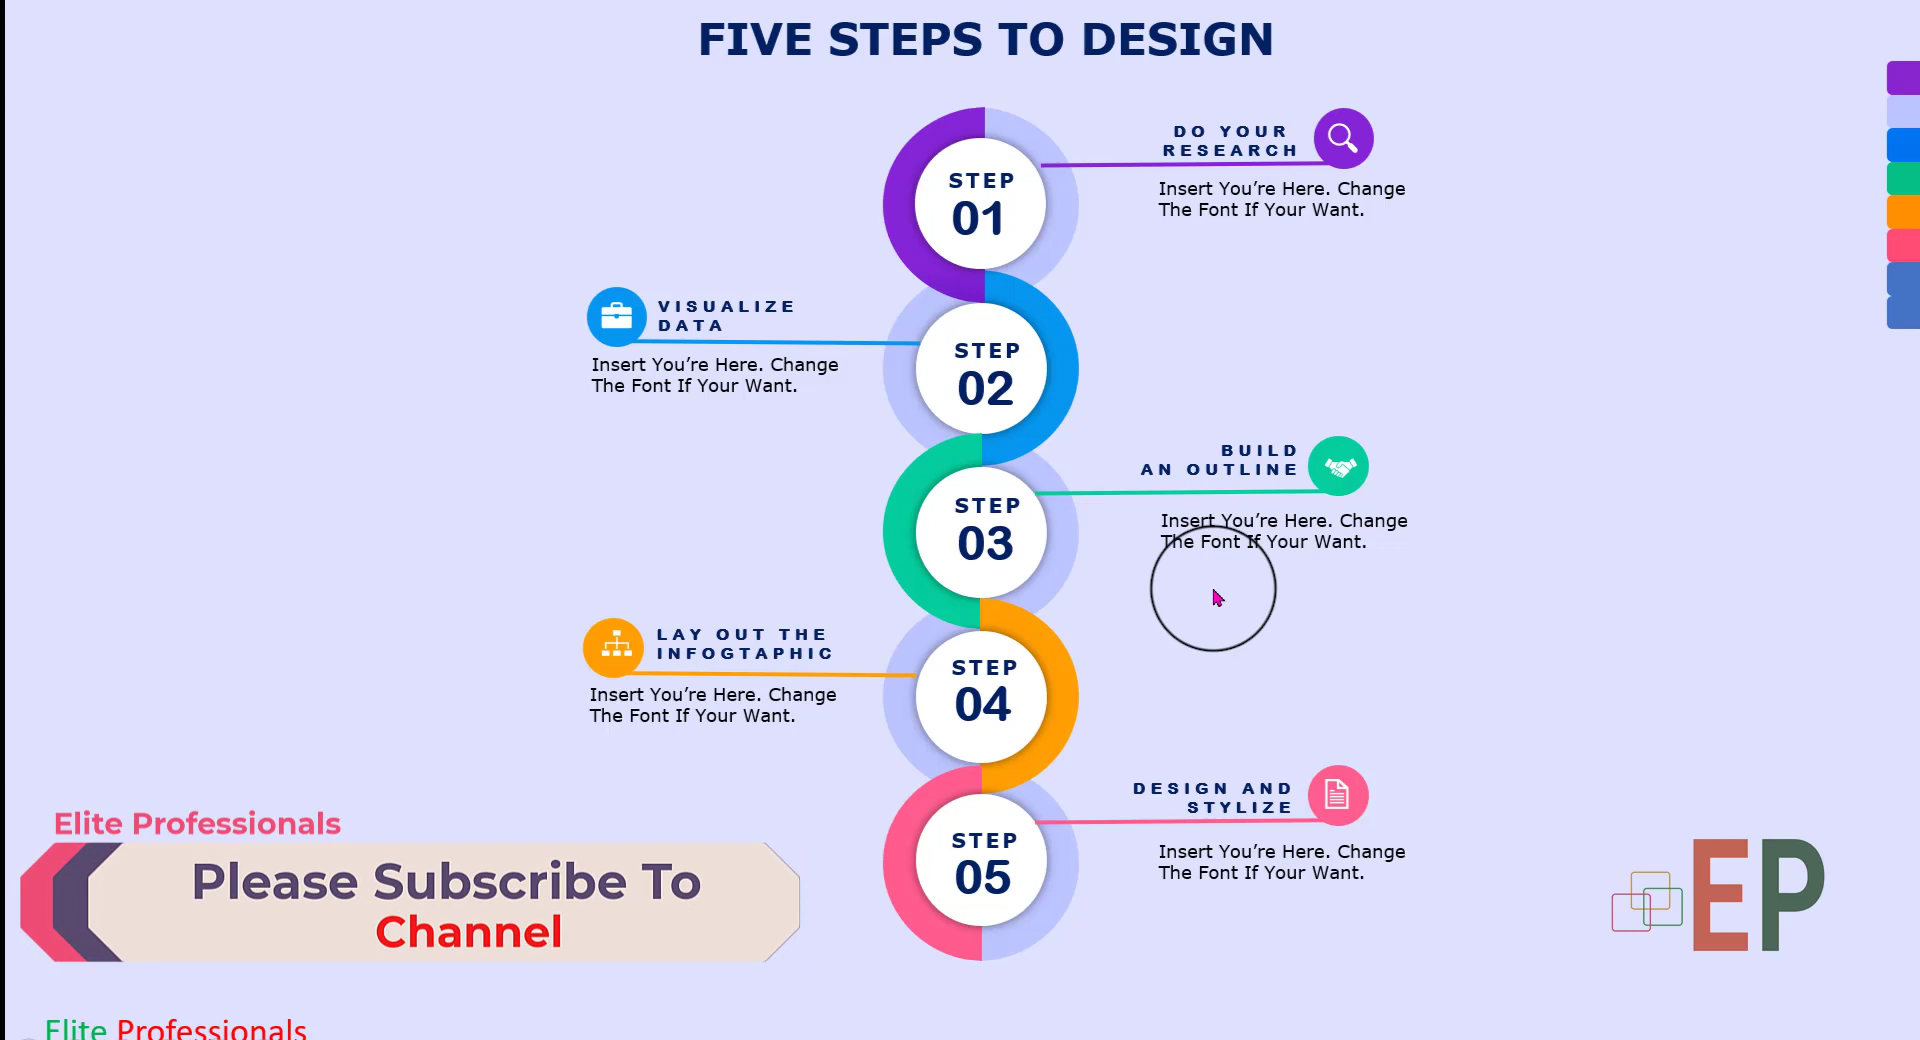 FIVE STEPS TO DESIGN
STEP
01
DO YOUR
RESEARCH
Insert You’re Here. Change
The Font If Your Want.
VISUALIZE
DATA
Insert You’re Here. Change
The Font If Your Want.
STEP
02
STEP
03
BUILD
AN OUTLINE
Insert You’re Here. Change
The Font If Your Want.
LAY OUT THE
INFOGTAPHIC
Insert You’re Here. Change
The Font If Your Want.
STEP
04
STEP
05
DESIGN AND
STYLIZE
Insert You’re Here. Change
The Font If Your Want.
Elite Professionals
Please Subscribe To
Channel
EP
Elite Professionals